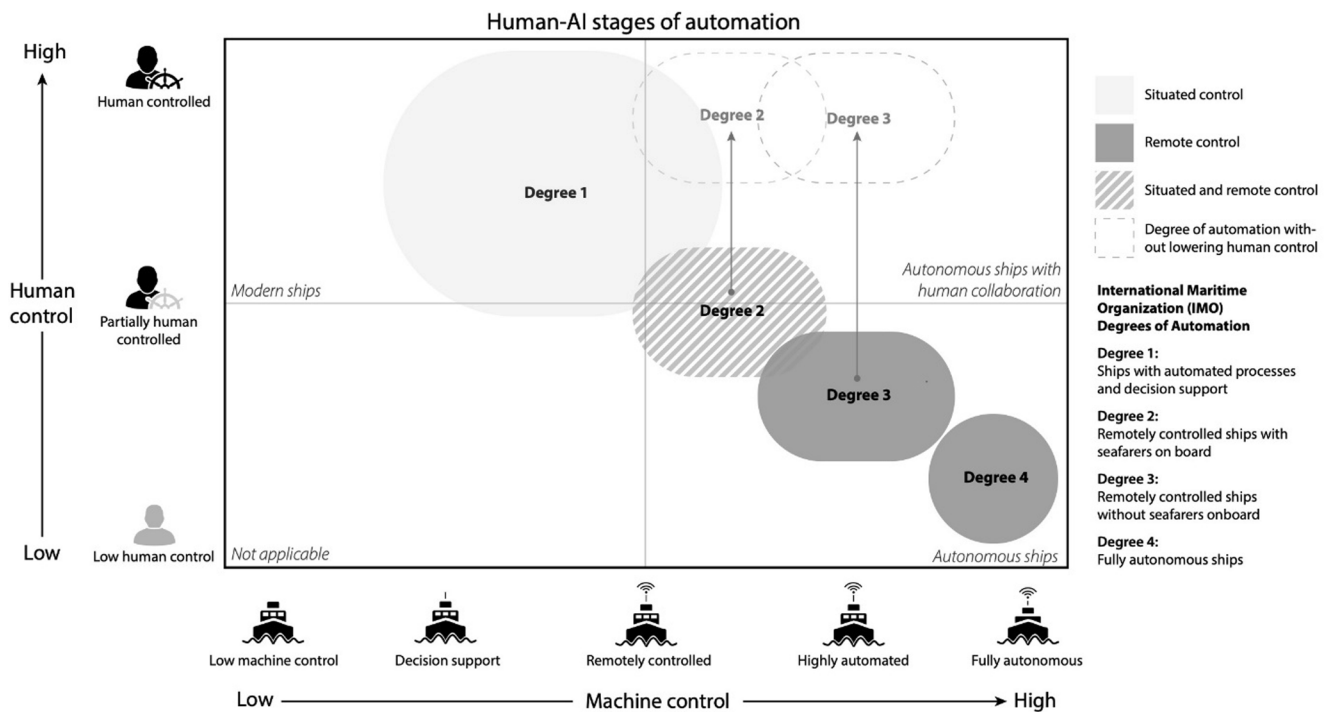 Human-AI stages of automation
High
Human controlled
Human
control
Partially human
controlled
Low
Low human control
Degree 1
Degree 2
Degree 3
Modern ships
Autonomous ships with
human collaboration
Degree 2
Degree 3
Degree 4
Not applicable
Autonomous ships
Low machine control
Decision support
Remotely controlled
Highly automated
Fully autonomous
Low
Machine control
High
Situated control
Remote control
Situated and remote control
Degree of automation with-
out lowering human control
International Maritime
Organization (IMO)
Degrees of Automation
Degree 1:
Ships with automated processes
and decision support
Degree 2:
Remotely controlled ships with
seafarers on board
Degree 3:
Remotely controlled ships
without seafarers onboard
Degree 4:
Fully autonomous ships